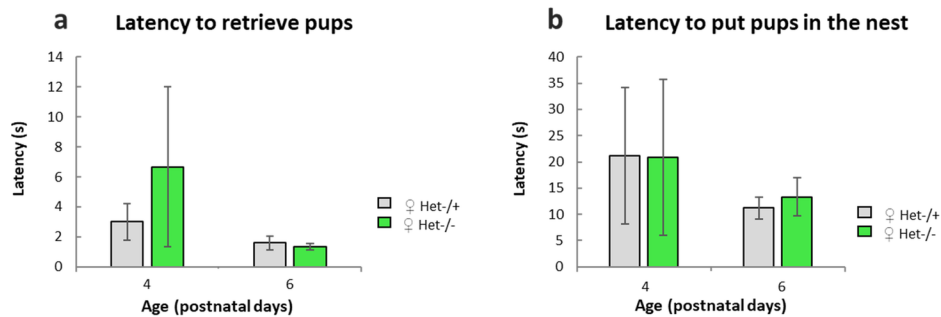 a Latency to retrieve pups
14
12
10
8
6
4
2
0
Latency (s)
4 6
Age (postnatal days)
♀ Het-/+
♀ Het-/-
b Latency to put pups in the nest
40
35
30
25
20
15
10
5
0
Latency (s)
4 6
Age (postnatal days)
♀ Het-/+
♀ Het-/-